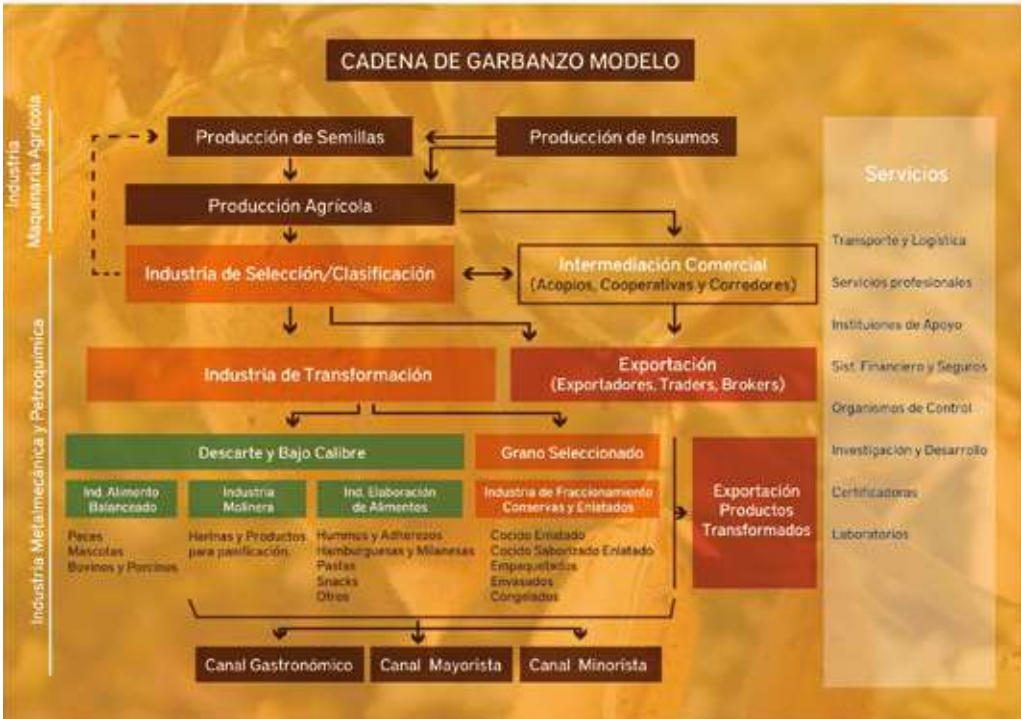 CADENA DE GARBANZO MODELO
Industria
Maquinaria Agrícola
Producción de Semillas
Producción de Insumos
Producción Agrícola
Industria de Selección/Clasificación
Intermediación Comercial
(Acopios, Cooperativas y Corredores)
Industria Metalmecánica y Petroquímica
Industria de Transformación
Exportación
(Exportadores, Traders, Brokers)
Descarte y Bajo Calibre
Grano Seleccionado
Ind. Alimento
Balanceado
Industria
Molinera
Ind. Elaboración
de Alimentos
Industria de Fraccionamiento
Conservas y Enlatados
Peces
Mascotas
Bovinos y Porcinos
Harinas y Productos
para panificación.
Hummus y Aderezos
Hamburguesas y Milanesas
Pastas
Snacks
Otros
Cocido Enlatado
Cocido Saborizado Enlatado
Empaquetados
Envasados
Congelados
Exportación
Productos
Transformados
Canal Gastronómico
Canal Mayorista
Canal Minorista
Servicios
Transporte y Logística
Servicios profesionales
Instituiones de Apoyo
Sist. Financiero y Seguros
Organismos de Control
Investigación y Desarrollo
Certificadoras
Laboratorios